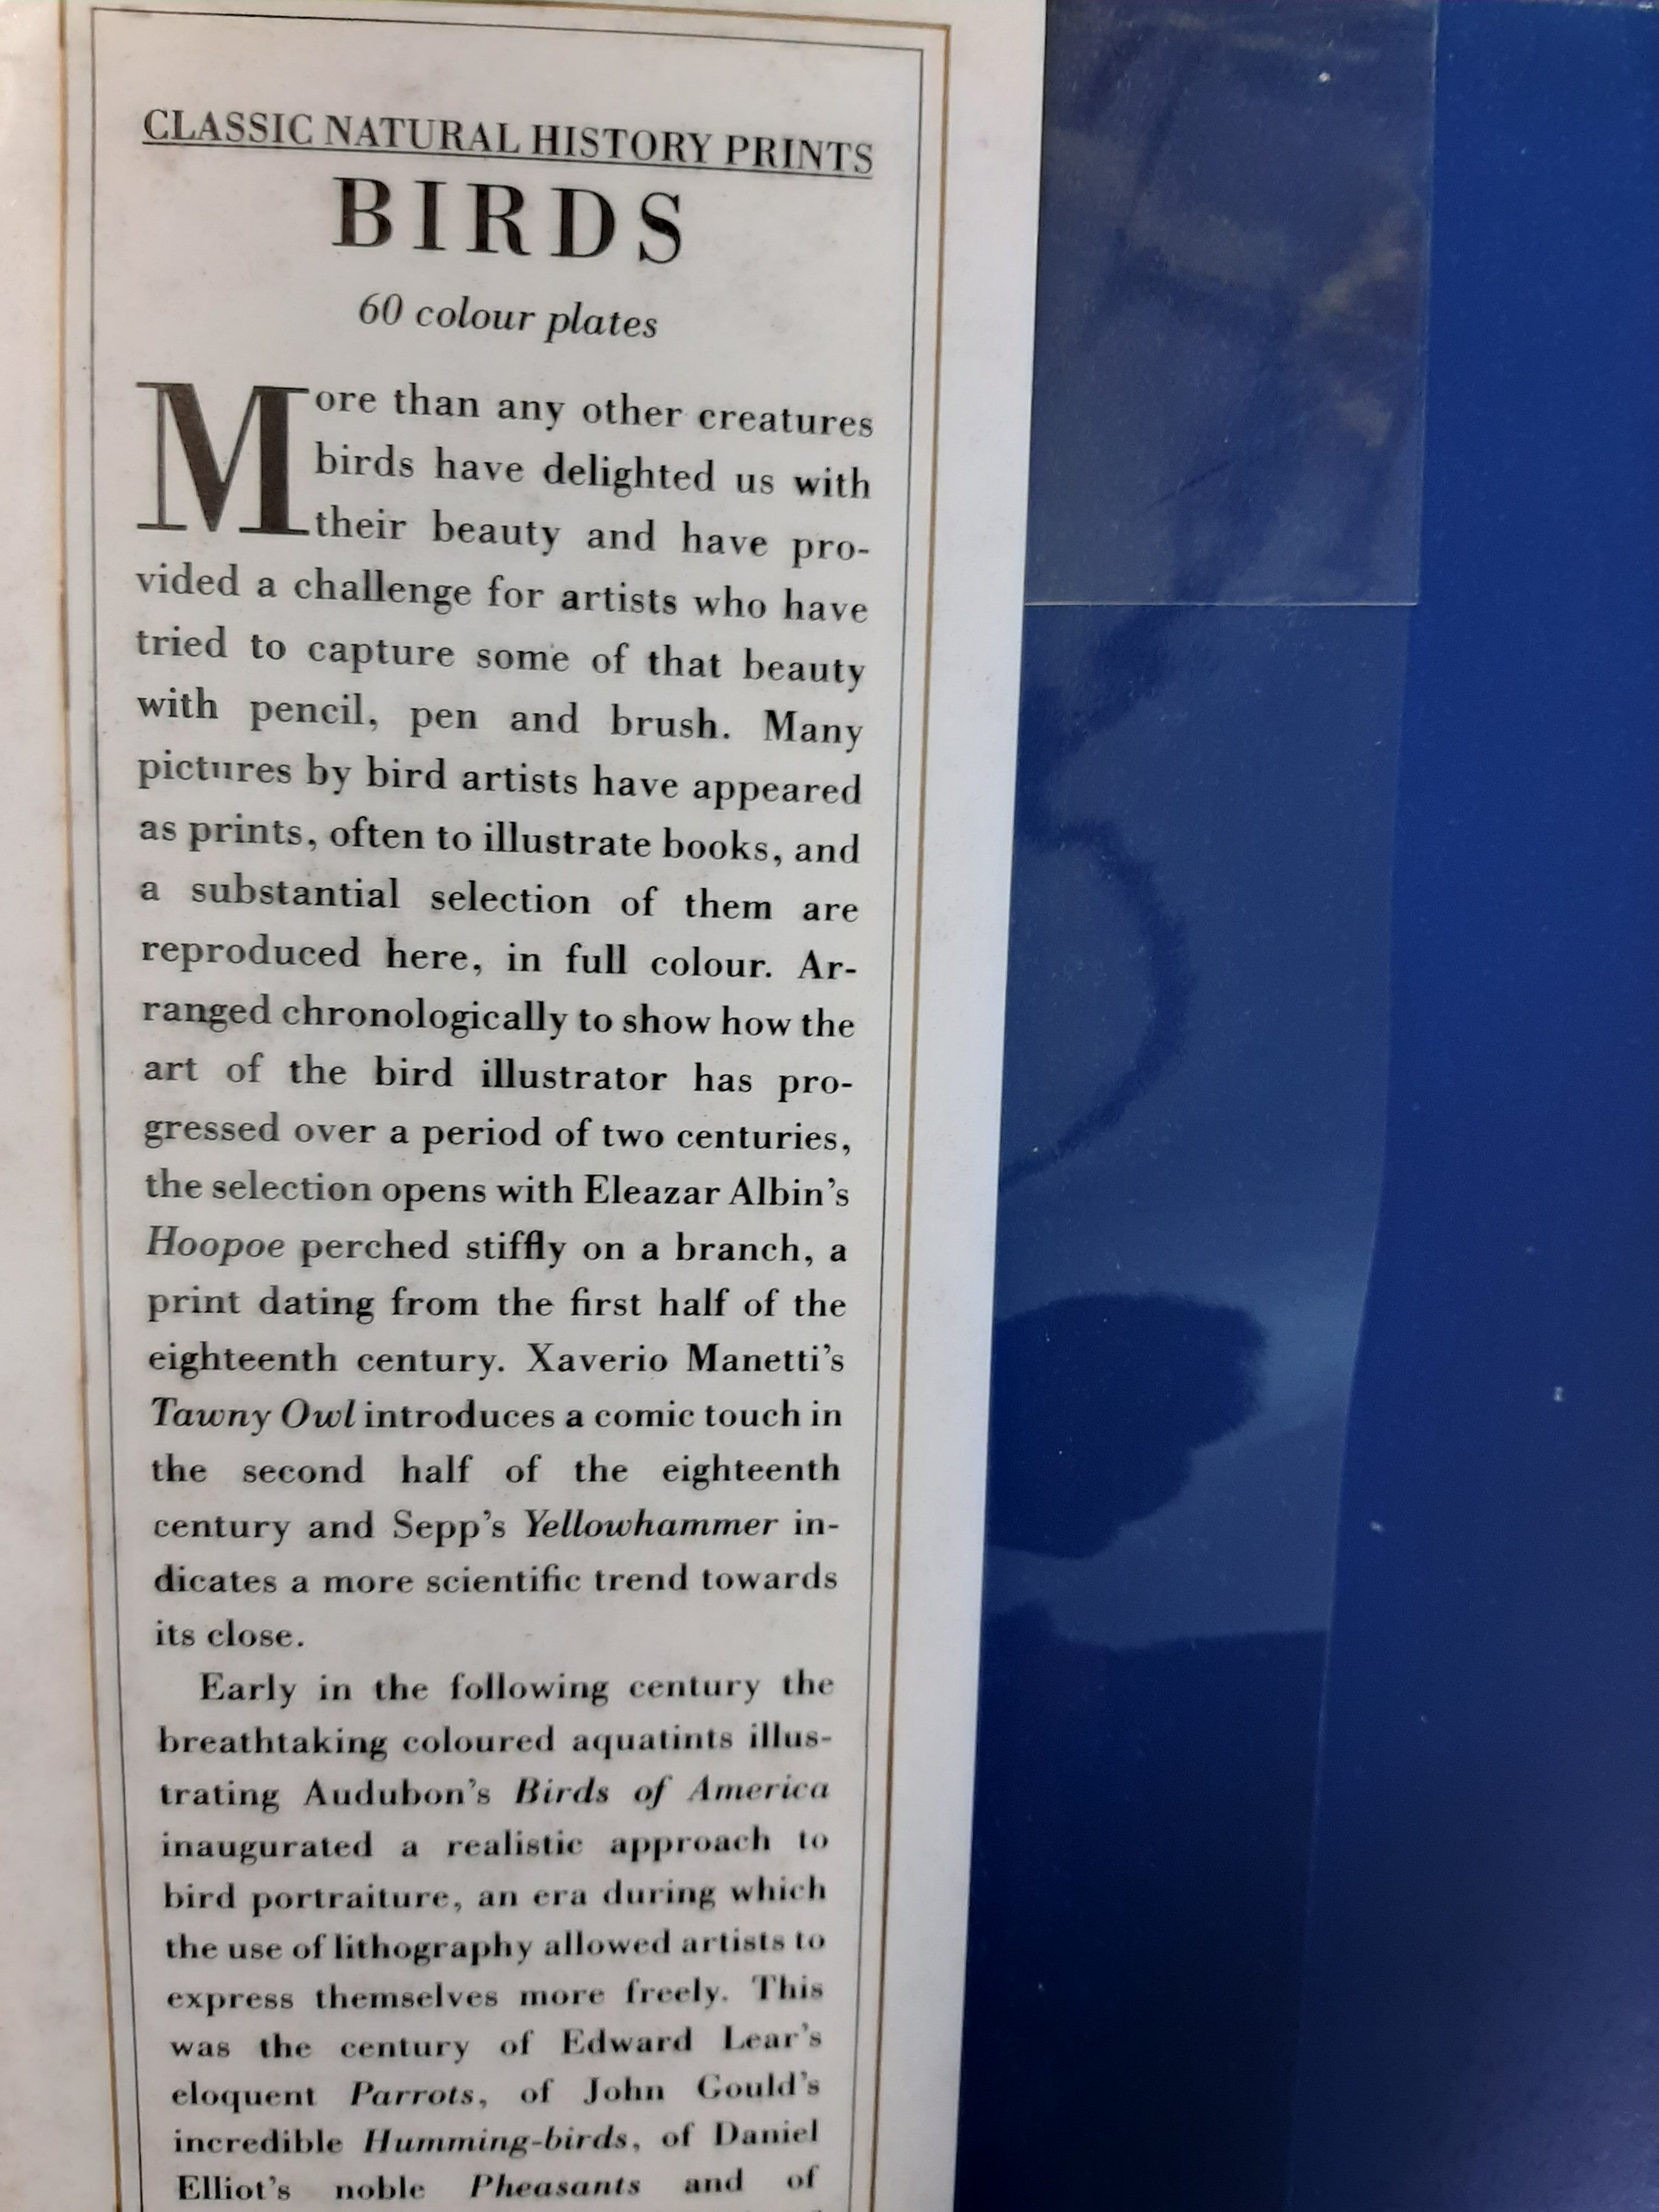 CLASSIC NATURAL HISTORY PRINTS
BIRDS
60 colour plates
More than any other creatures
birds have delighted us with
their beauty and have pro-
vided a challenge for artists who have
tried to capture some of that beauty
with pencil, pen and brush. Many
pictures by bird artists have appeared
as prints, often to illustrate books, and
a substantial selection of them are
reproduced here, in full colour. Ar-
ranged chronologically to show how the
art of the bird illustrator has pro-
gressed over a period of two centuries,
the selection opens with Eleazar Albin's
Hoopoe perched stiffly on a branch, a
print dating from the first half of the
eighteenth century. Xaverio Manetti's
Tawny Owl introduces a comic touch in
the second half of the eighteenth
century and Sepp's Yellowhammer in-
dicates a more scientific trend towards
its close.
Early in the following century the
breathtaking coloured aquatints illus-
trating Audubon's Birds of America
inaugurated a realistic approach to
bird portraiture, an era during which
the use of lithography allowed artists to
express themselves more freely. This
was the century of Edward Lear's
eloquent Parrots, of John Gould's
incredible Humming-birds, of Daniel
Elliot's noble Pheasants and of